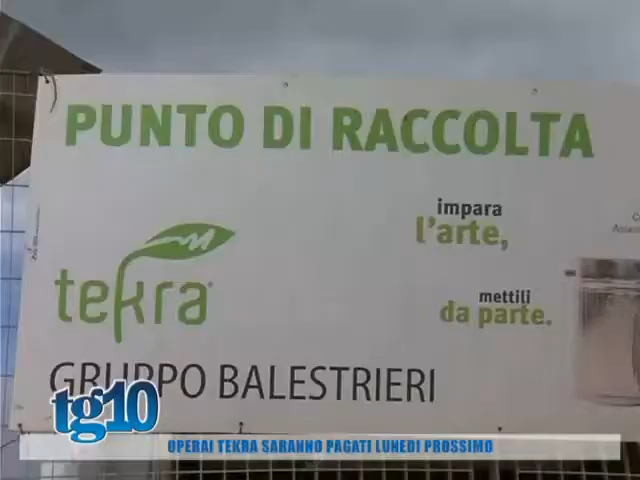 PUNTO DI RACCOLTA
impara
l'arte,
tekra
mettili
da parte.
GRUPPO BALESTRIERI
tg10
OPERAI TEKRA SARANNO PAGATI LUNEDI PROSSIMO